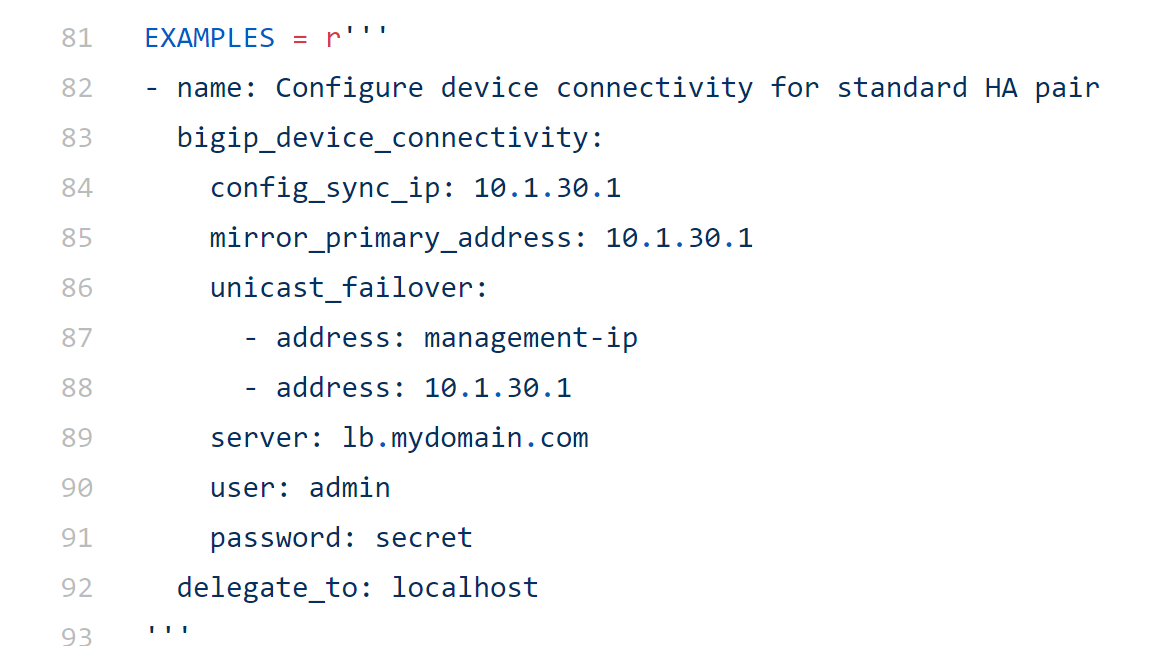 81 EXAMPLES = r'''
82 - name: Configure device connectivity for standard HA pair
83 bigip_device_connectivity:
84 config_sync_ip: 10.1.30.1
85 mirror_primary_address: 10.1.30.1
86 unicast_failover:
87 - address: management-ip
88 - address: 10.1.30.1
89 server: lb.mydomain.com
90 user: admin
91 password: secret
92 delegate_to: localhost
93 '''